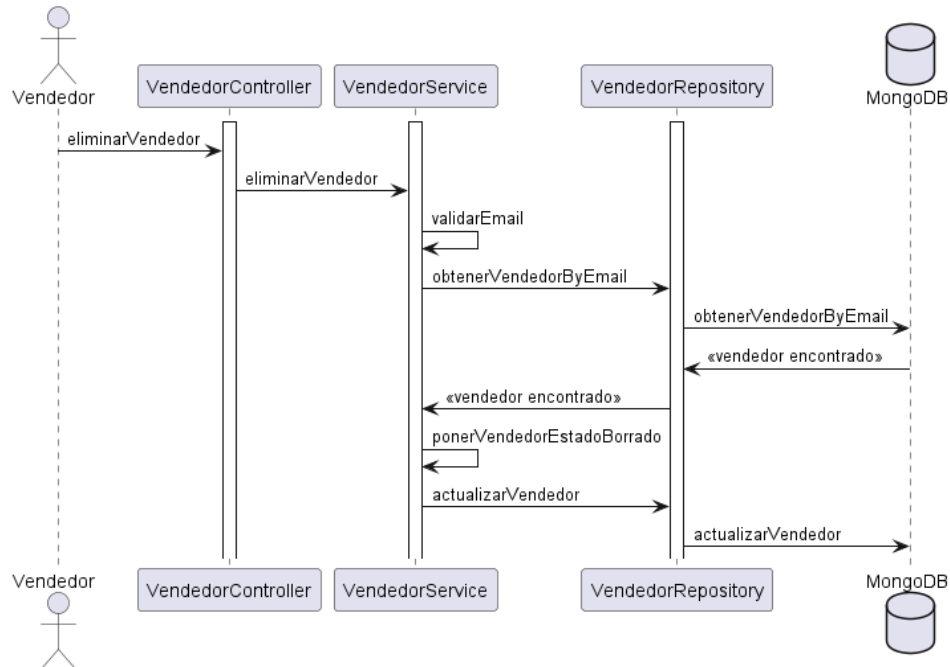 Vendedor
VendedorController
VendedorService
VendedorRepository
MongoDB
eliminarVendedor
eliminarVendedor
validarEmail
obtenerVendedorByEmail
obtenerVendedorByEmail
«vendedor encontrado»
«vendedor encontrado»
ponerVendedorEstadoBorrado
actualizarVendedor
actualizarVendedor
Vendedor
VendedorController
VendedorService
VendedorRepository
MongoDB